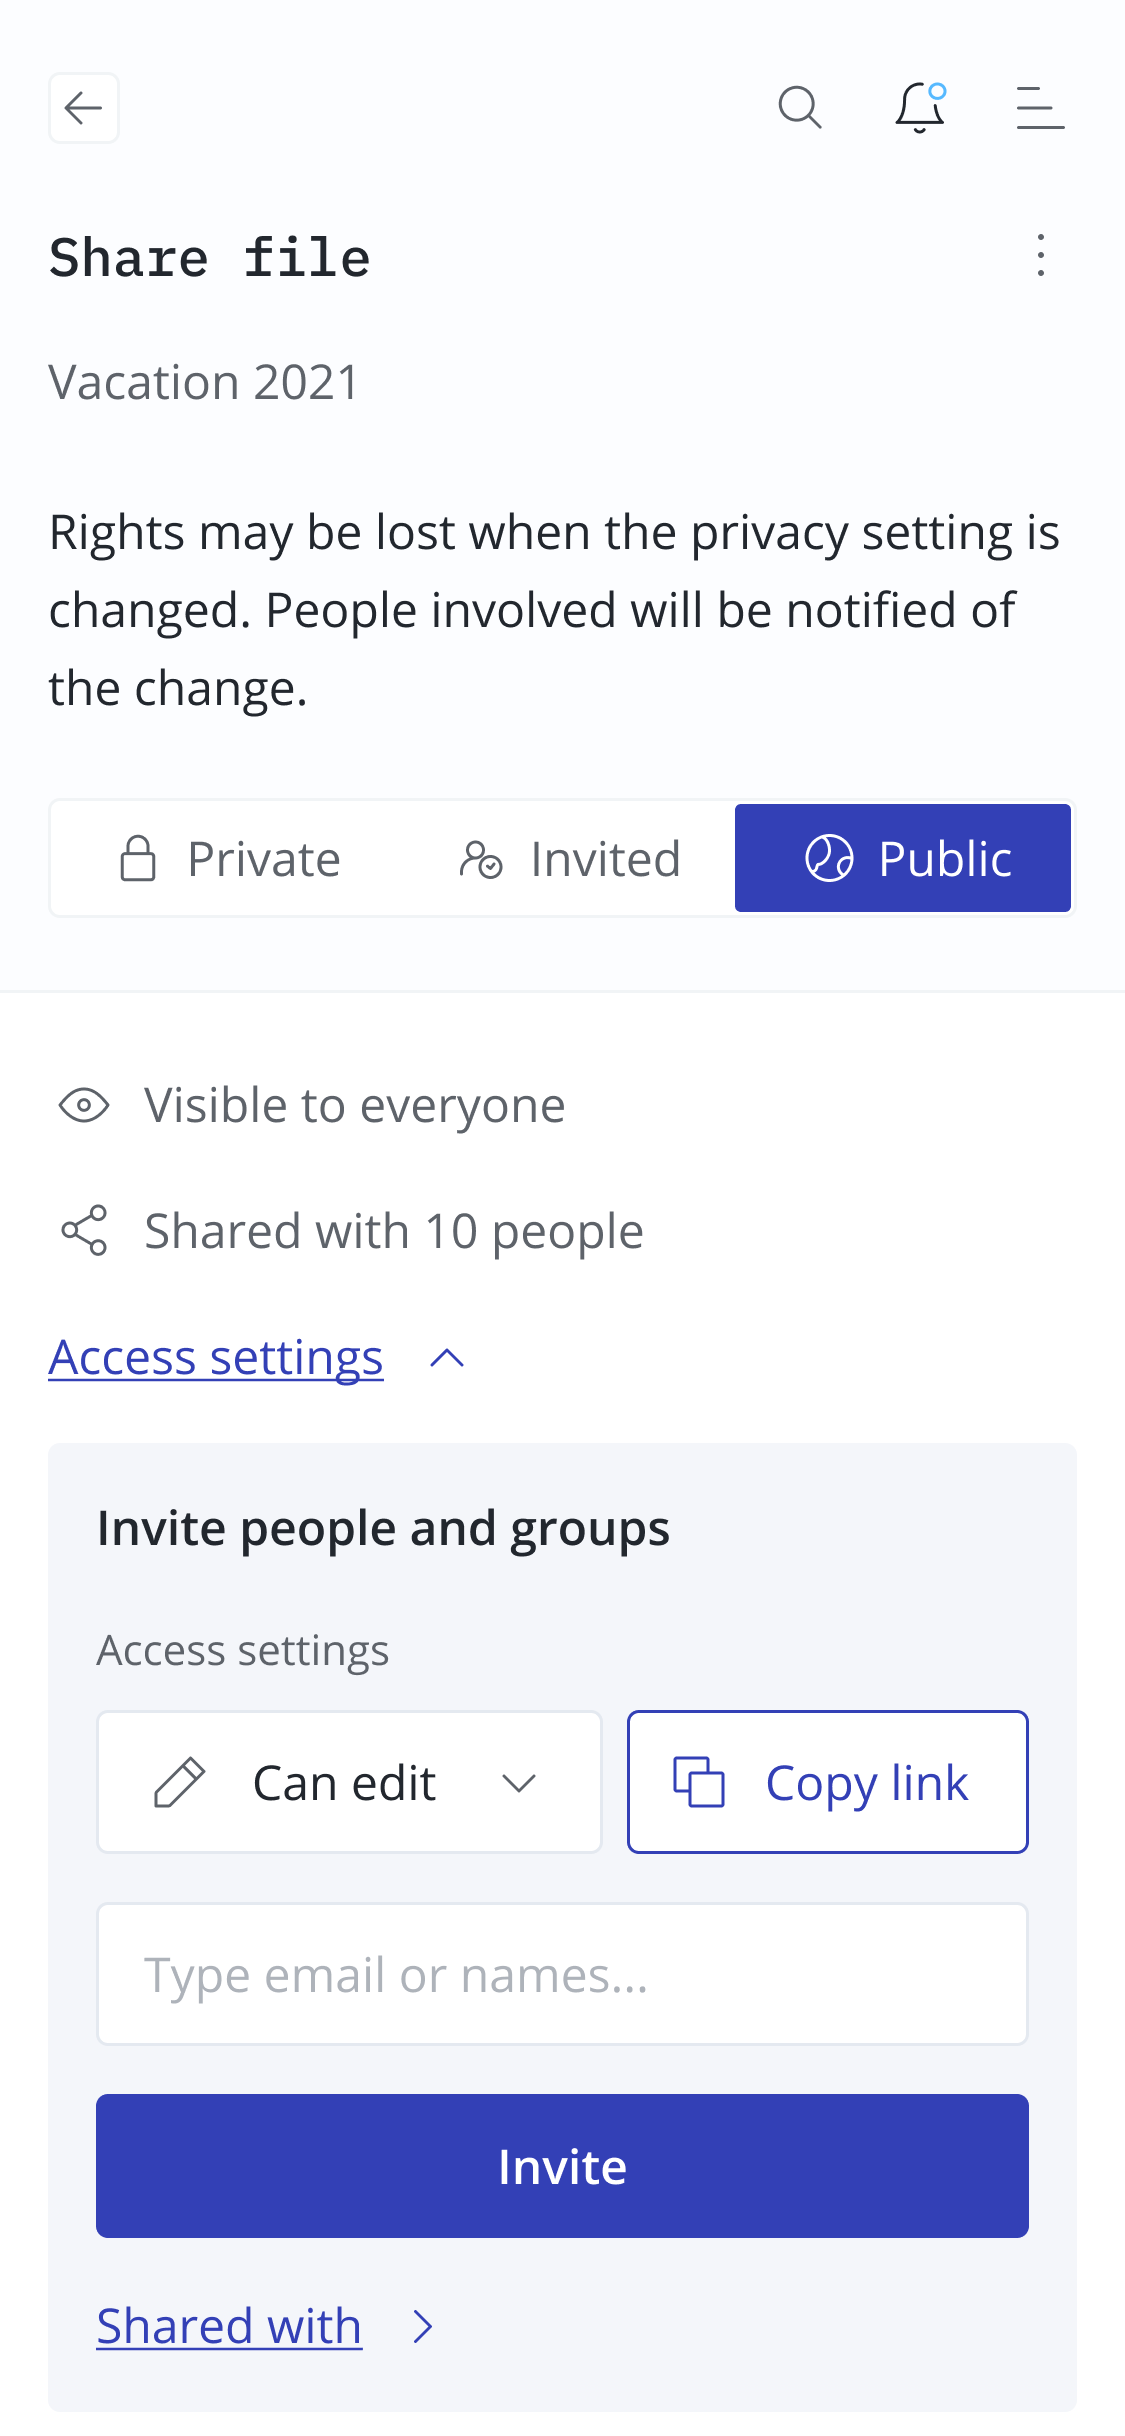 Share file
Vacation 2021
Rights may be lost when the privacy setting is
changed. People involved will be notified of
the change.
Private Invited Public
Visible to everyone
Shared with 10 people
Access settings
Invite people and groups
Access settings
Can edit Copy link
Type email or names...
Invite
Shared with